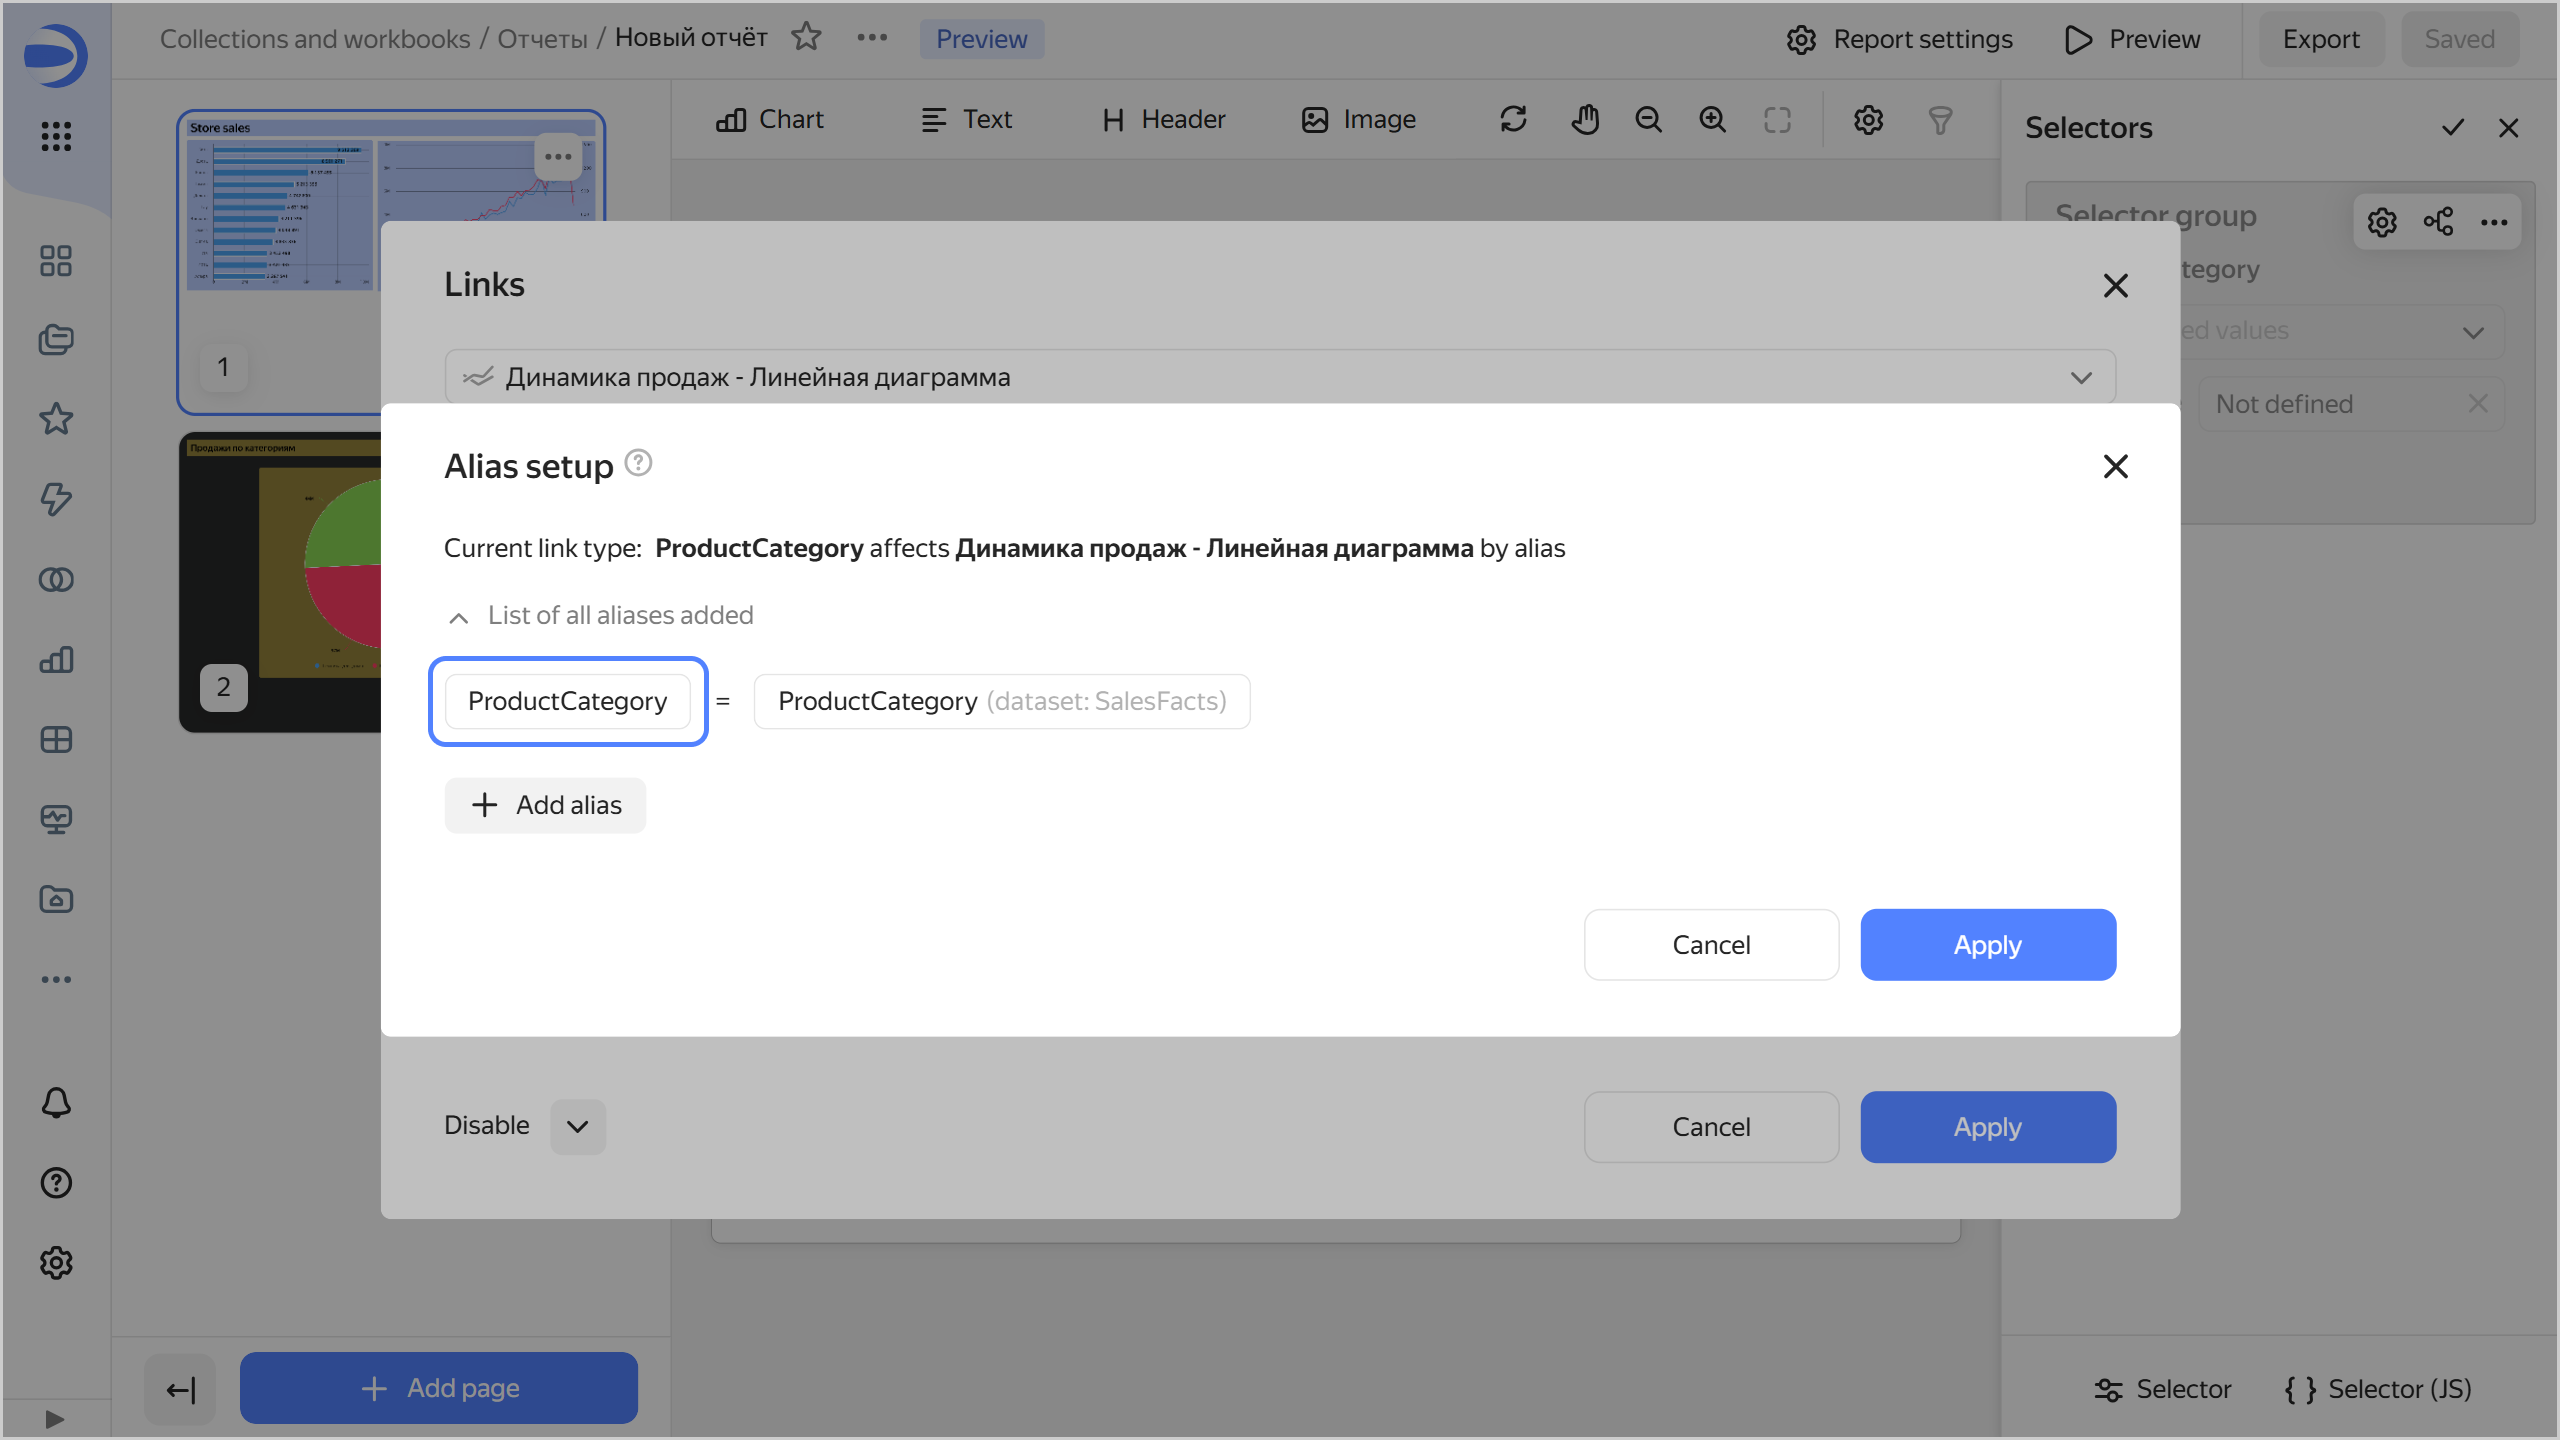 Collections and workbooks / Отчеты / Новый отчёт
Preview
Report settings
Preview
Export
Saved
Store sales
1
Продажи по категориям
2
Add page
Chart
Text
Header
Image
Selectors
Selector group
tegory
ed values
Not defined
Links
Динамика продаж - Линейная диаграмма
Alias setup
Current link type: ProductCategory affects Динамика продаж - Линейная диаграмма by alias
List of all aliases added
ProductCategory = ProductCategory (dataset: SalesFacts)
Add alias
Cancel
Apply
Disable
Cancel
Apply
Selector
Selector (JS)